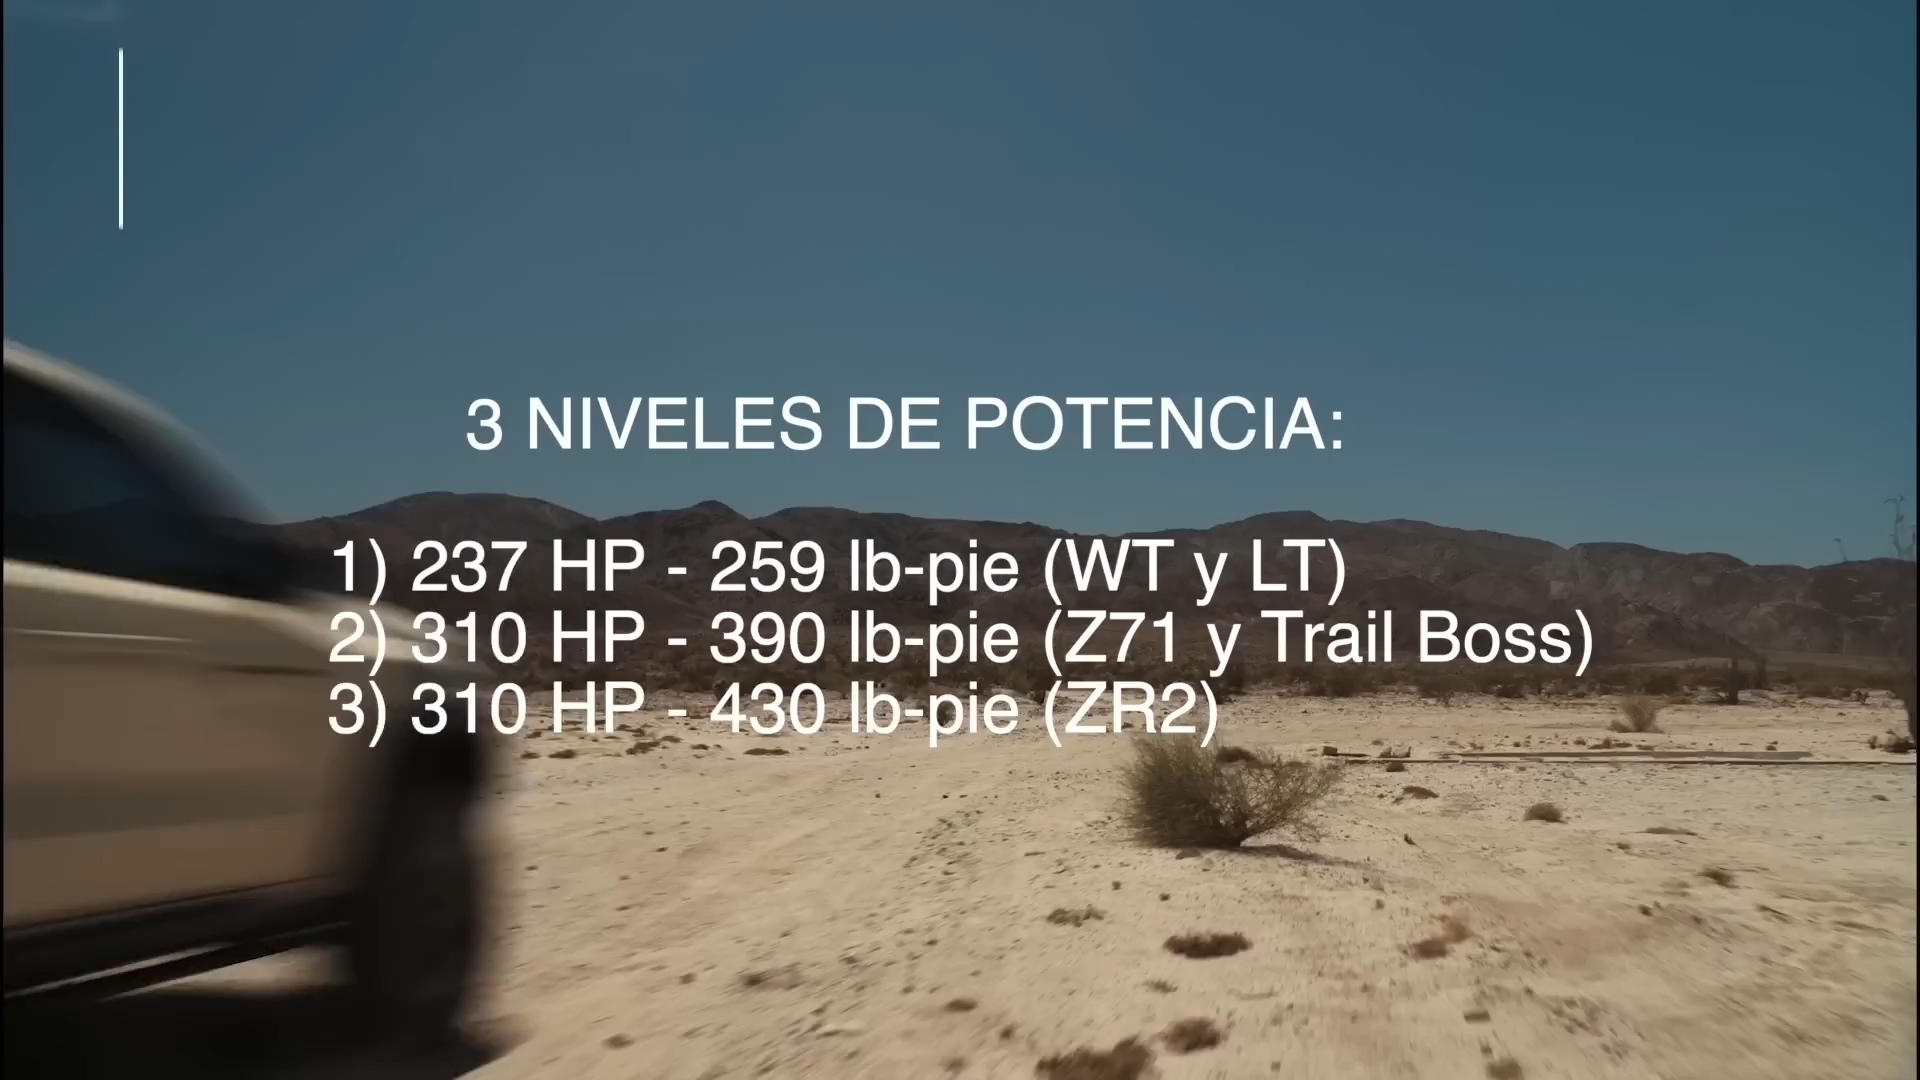 3 NIVELES DE POTENCIA:
1) 237 HP - 259 lb-pie (WT y LT)
2) 310 HP - 390 lb-pie (Z71 y Trail Boss)
3) 310 HP - 430 lb-pie (ZR2)